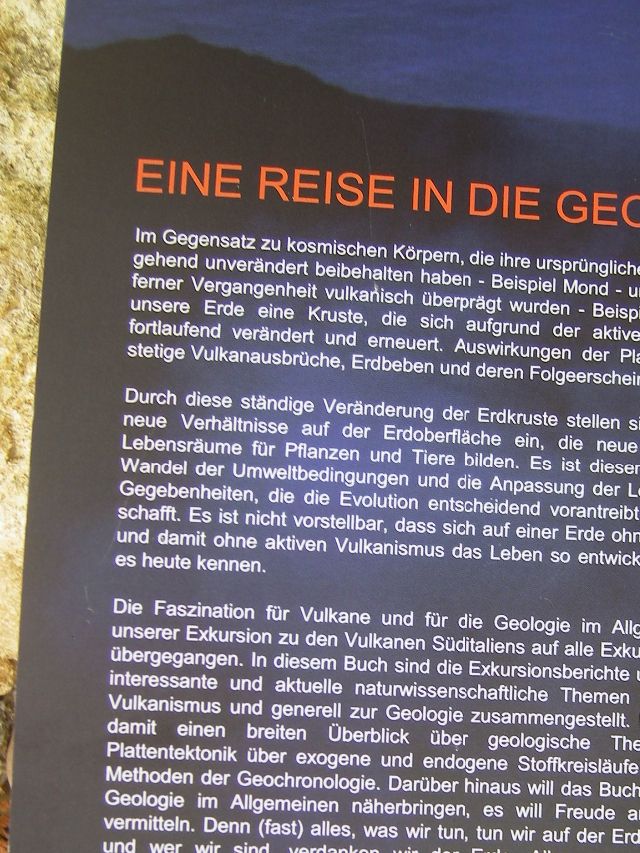 EINE REISE IN DIE GEO
Im Gegensatz zu kosmischen Körpern, die ihre ursprüngliche
gehend unverändert beibehalten haben - Beispiel Mond - u
ferner Vergangenheit vulkanisch überprägt wurden - Beispi
unsere Erde eine Kruste, die sich aufgrund der aktive
fortlaufend verändert und erneuert. Auswirkungen der Pla
stetige Vulkanausbrüche, Erdbeben und deren Folgeerschei
Durch diese ständige Veränderung der Erdkruste stellen si
neue Verhältnisse auf der Erdoberfläche ein, die neue
Lebensräume für Pflanzen und Tiere bilden. Es ist dieser
Wandel der Umweltbedingungen und die Anpassung der Le
Gegebenheiten, die die Evolution entscheidend vorantreibt
schafft. Es ist nicht vorstellbar, dass sich auf einer Erde ohn
und damit ohne aktiven Vulkanismus das Leben so entwick
es heute kennen.
Die Faszination für Vulkane und für die Geologie im Allg
unserer Exkursion zu den Vulkanen Süditaliens auf alle Exku
übergegangen. In diesem Buch sind die Exkursionsberichte u
interessante und aktuelle naturwissenschaftliche Themen
Vulkanismus und generell zur Geologie zusammengestellt.
damit einen breiten Überblick über geologische The
Plattentektonik über exogene und endogene Stoffkreisläufe
Methoden der Geochronologie. Darüber hinaus will das Buch
Geologie im Allgemeinen näherbringen, es will Freude a
vermitteln. Denn (fast) alles, was wir tun, tun wir auf der Erd
und wer wir sind, verdanken wir der